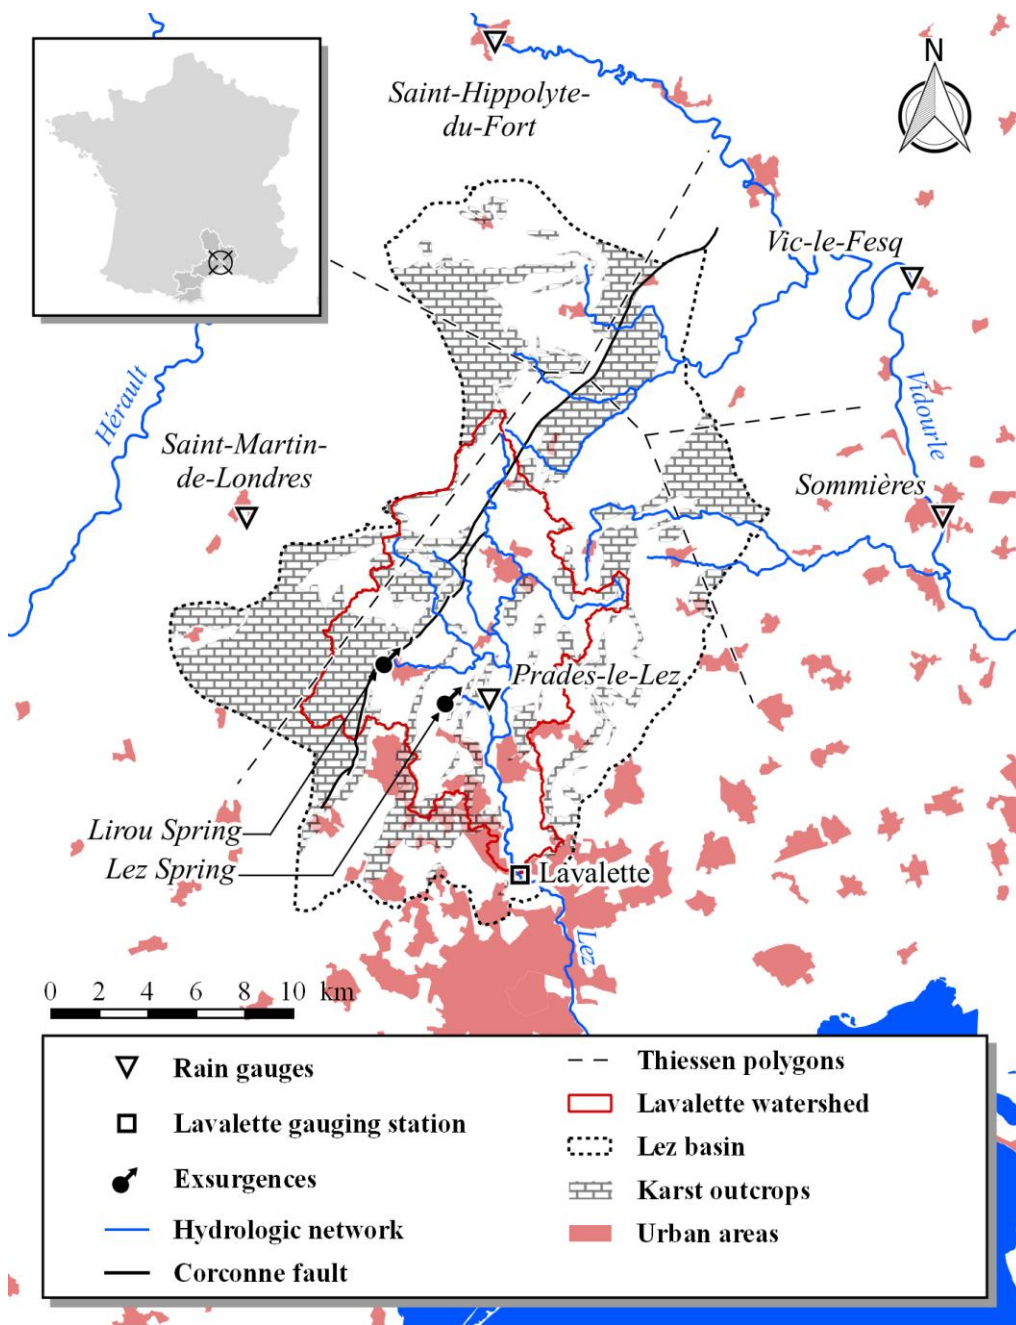 N
Saint-Hippolyte-
du-Fort
Vic-le-Fesq
Hérault
Vidourle
Saint-Martin-
de-Londres
Sommières
Prades-le-Lez
Lirou Spring
Lez Spring
Lavalette
Lez
0 2 4 6 8 10 km
Rain gauges
Lavalette gauging station
Exsurgences
Hydrologic network
Corconne fault
Thiessen polygons
Lavalette watershed
Lez basin
Karst outcrops
Urban areas